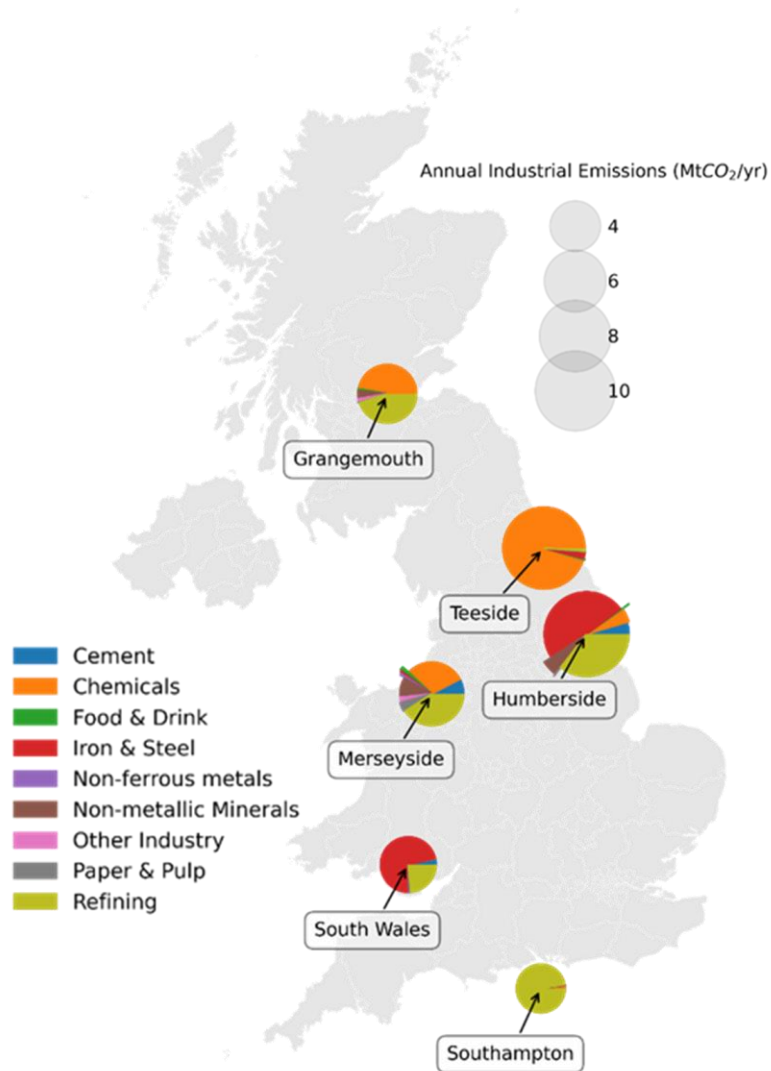 Annual Industrial Emissions (MtCO₂/yr)
4
6
8
10
Grangemouth
Teeside
Humberside
Merseyside
South Wales
Southampton
Cement
Chemicals
Food & Drink
Iron & Steel
Non-ferrous metals
Non-metallic Minerals
Other Industry
Paper & Pulp
Refining